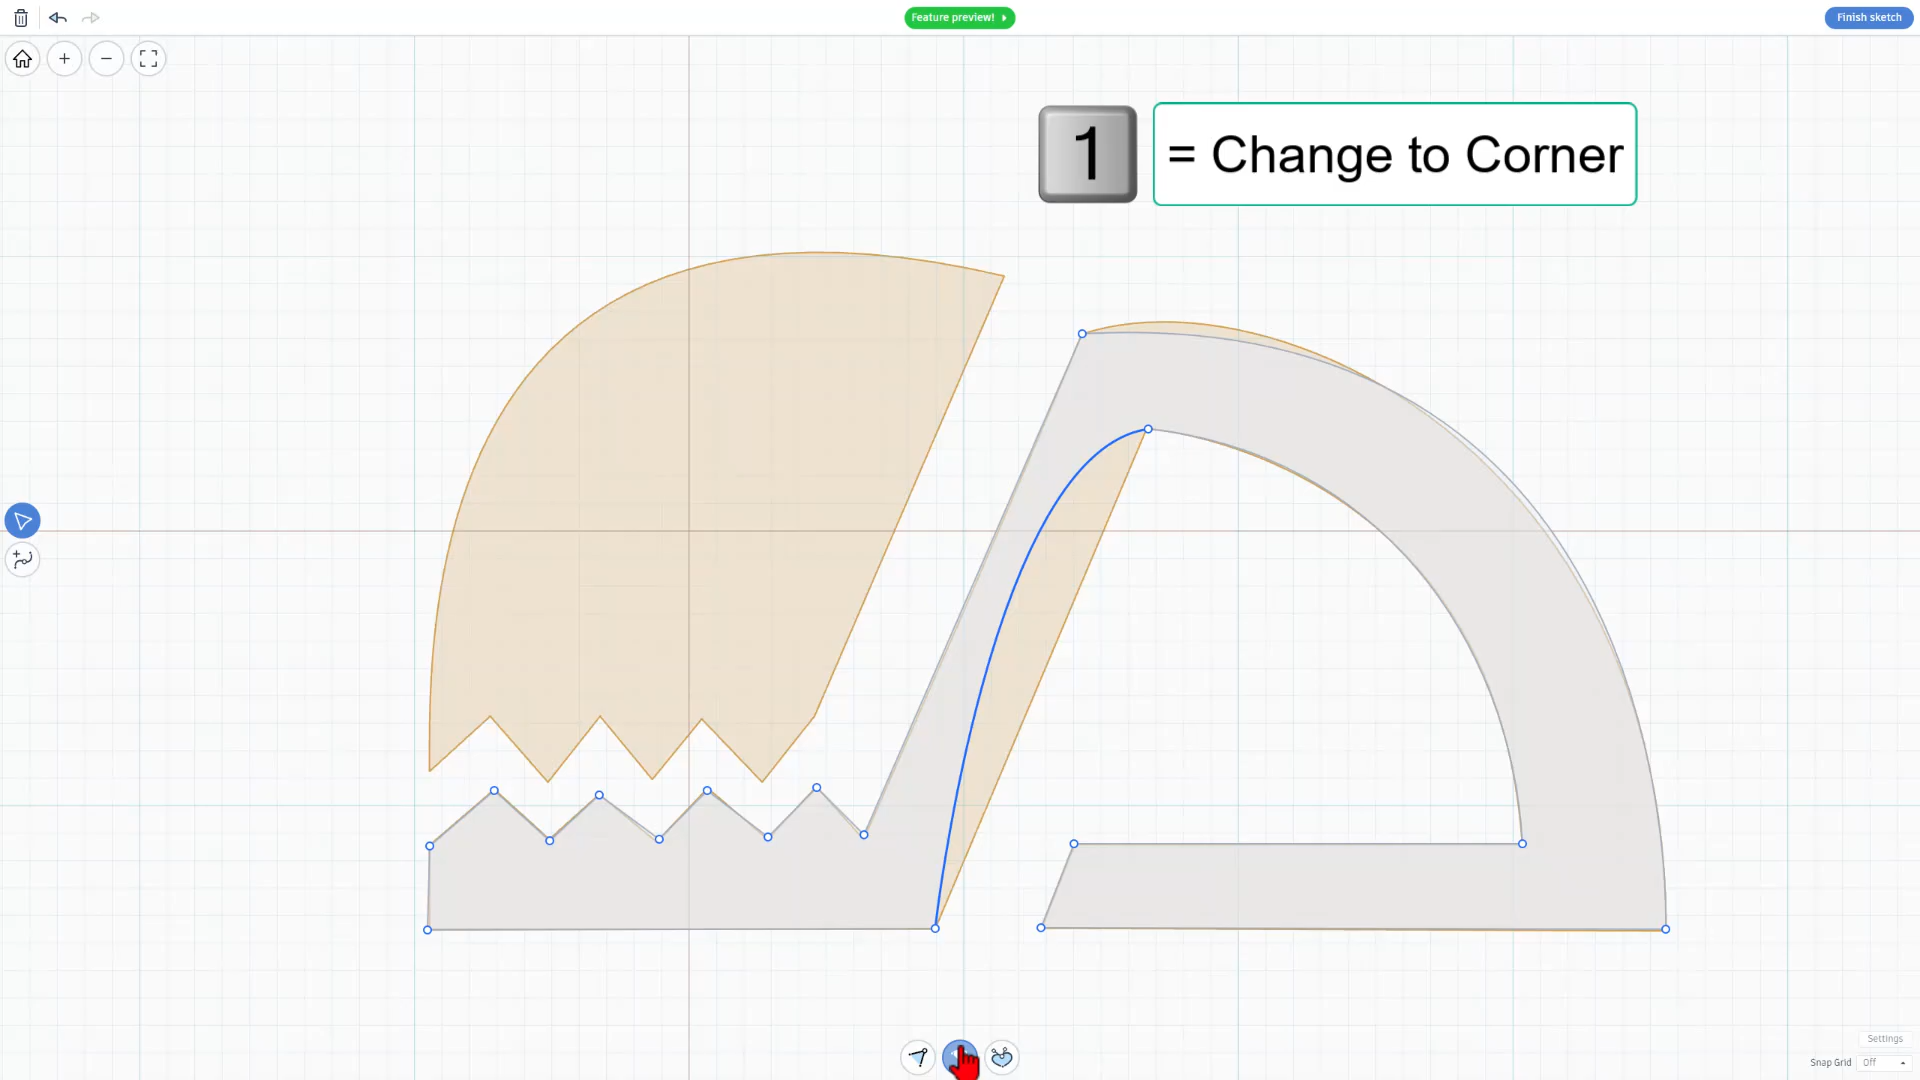 Feature preview!
Finish sketch
1
= Change to Corner
Settings
Snap Grid Off